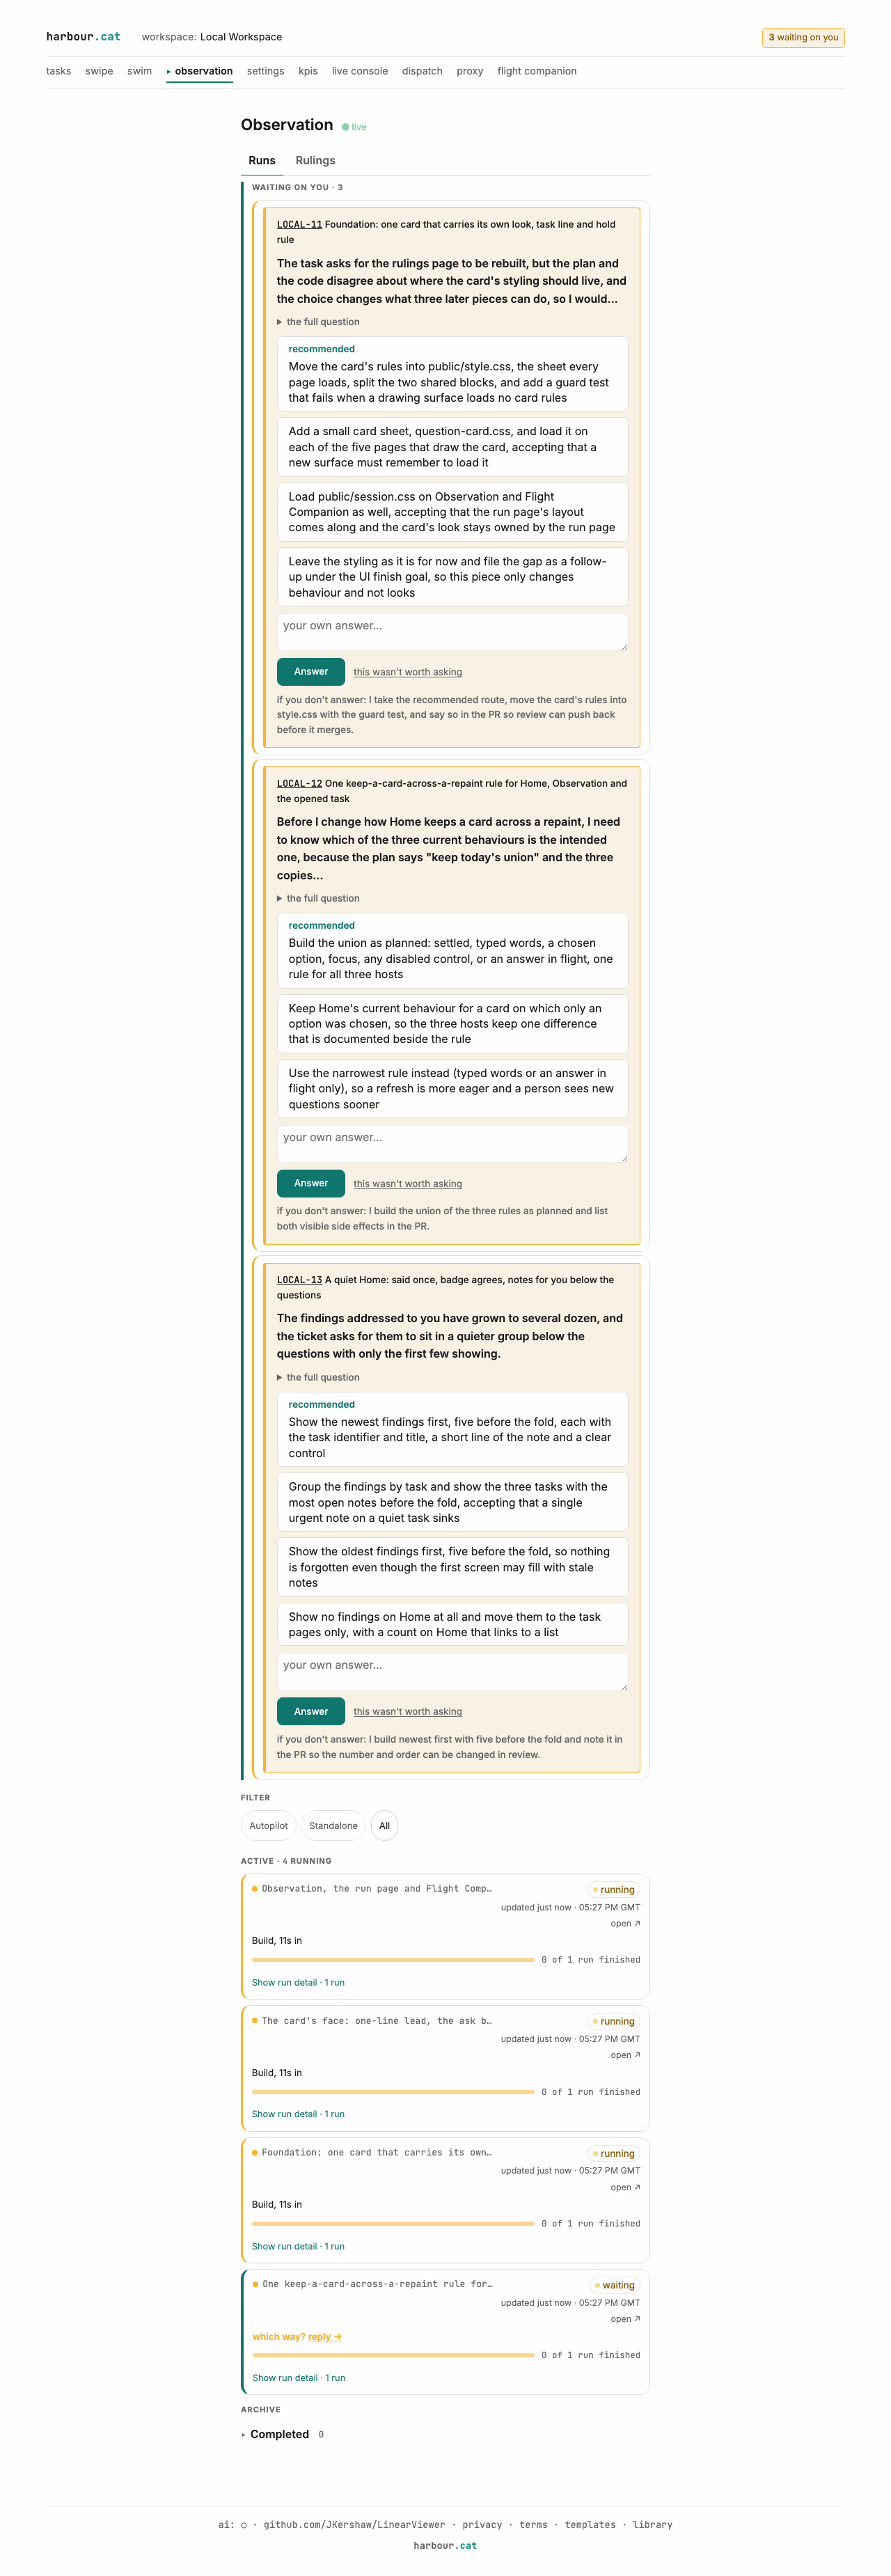 harbour.cat
workspace: Local Workspace
3 waiting on you
tasks
swipe
swim
▸ observation
settings
kpis
live console
dispatch
proxy
flight companion
Observation
live
Runs
Rulings
WAITING ON YOU · 3
LOCAL-11 Foundation: one card that carries its own look, task line and hold
rule
The task asks for the rulings page to be rebuilt, but the plan and
the code disagree about where the card's styling should live, and
the choice changes what three later pieces can do, so I would…
▶ the full question
recommended
Move the card's rules into public/style.css, the sheet every
page loads, split the two shared blocks, and add a guard test
that fails when a drawing surface loads no card rules
Add a small card sheet, question-card.css, and load it on
each of the five pages that draw the card, accepting that a
new surface must remember to load it
Load public/session.css on Observation and Flight
Companion as well, accepting that the run page's layout
comes along and the card's look stays owned by the run page
Leave the styling as it is for now and file the gap as a follow-
up under the UI finish goal, so this piece only changes
behaviour and not looks
your own answer...
Answer
this wasn't worth asking
if you don't answer: I take the recommended route, move the card's rules into
style.css with the guard test, and say so in the PR so review can push back
before it merges.
LOCAL-12 One keep-a-card-across-a-repaint rule for Home, Observation and
the opened task
Before I change how Home keeps a card across a repaint, I need
to know which of the three current behaviours is the intended
one, because the plan says "keep today's union" and the three
copies…
▶ the full question
recommended
Build the union as planned: settled, typed words, a chosen
option, focus, any disabled control, or an answer in flight, one
rule for all three hosts
Keep Home's current behaviour for a card on which only an
option was chosen, so the three hosts keep one difference
that is documented beside the rule
Use the narrowest rule instead (typed words or an answer in
flight only), so a refresh is more eager and a person sees new
questions sooner
your own answer...
Answer
this wasn't worth asking
if you don't answer: I build the union of the three rules as planned and list
both visible side effects in the PR.
LOCAL-13 A quiet Home: said once, badge agrees, notes for you below the
questions
The findings addressed to you have grown to several dozen, and
the ticket asks for them to sit in a quieter group below the
questions with only the first few showing.
▶ the full question
recommended
Show the newest findings first, five before the fold, each with
the task identifier and title, a short line of the note and a clear
control
Group the findings by task and show the three tasks with the
most open notes before the fold, accepting that a single
urgent note on a quiet task sinks
Show the oldest findings first, five before the fold, so nothing
is forgotten even though the first screen may fill with stale
notes
Show no findings on Home at all and move them to the task
pages only, with a count on Home that links to a list
your own answer...
Answer
this wasn't worth asking
if you don't answer: I build newest first with five before the fold and note it in
the PR so the number and order can be changed in review.
FILTER
Autopilot
Standalone
All
ACTIVE · 4 RUNNING
Observation, the run page and Flight Comp…
running
updated just now · 05:27 PM GMT
open ↗
Build, 11s in
0 of 1 run finished
Show run detail · 1 run
The card's face: one-line lead, the ask b…
running
updated just now · 05:27 PM GMT
open ↗
Build, 11s in
0 of 1 run finished
Show run detail · 1 run
Foundation: one card that carries its own…
running
updated just now · 05:27 PM GMT
open ↗
Build, 11s in
0 of 1 run finished
Show run detail · 1 run
One keep-a-card-across-a-repaint rule for…
waiting
updated just now · 05:27 PM GMT
open ↗
which way? reply →
0 of 1 run finished
Show run detail · 1 run
ARCHIVE
▸ Completed 0
ai: ○ · github.com/JKershaw/LinearViewer · privacy · terms · templates · library
harbour.cat